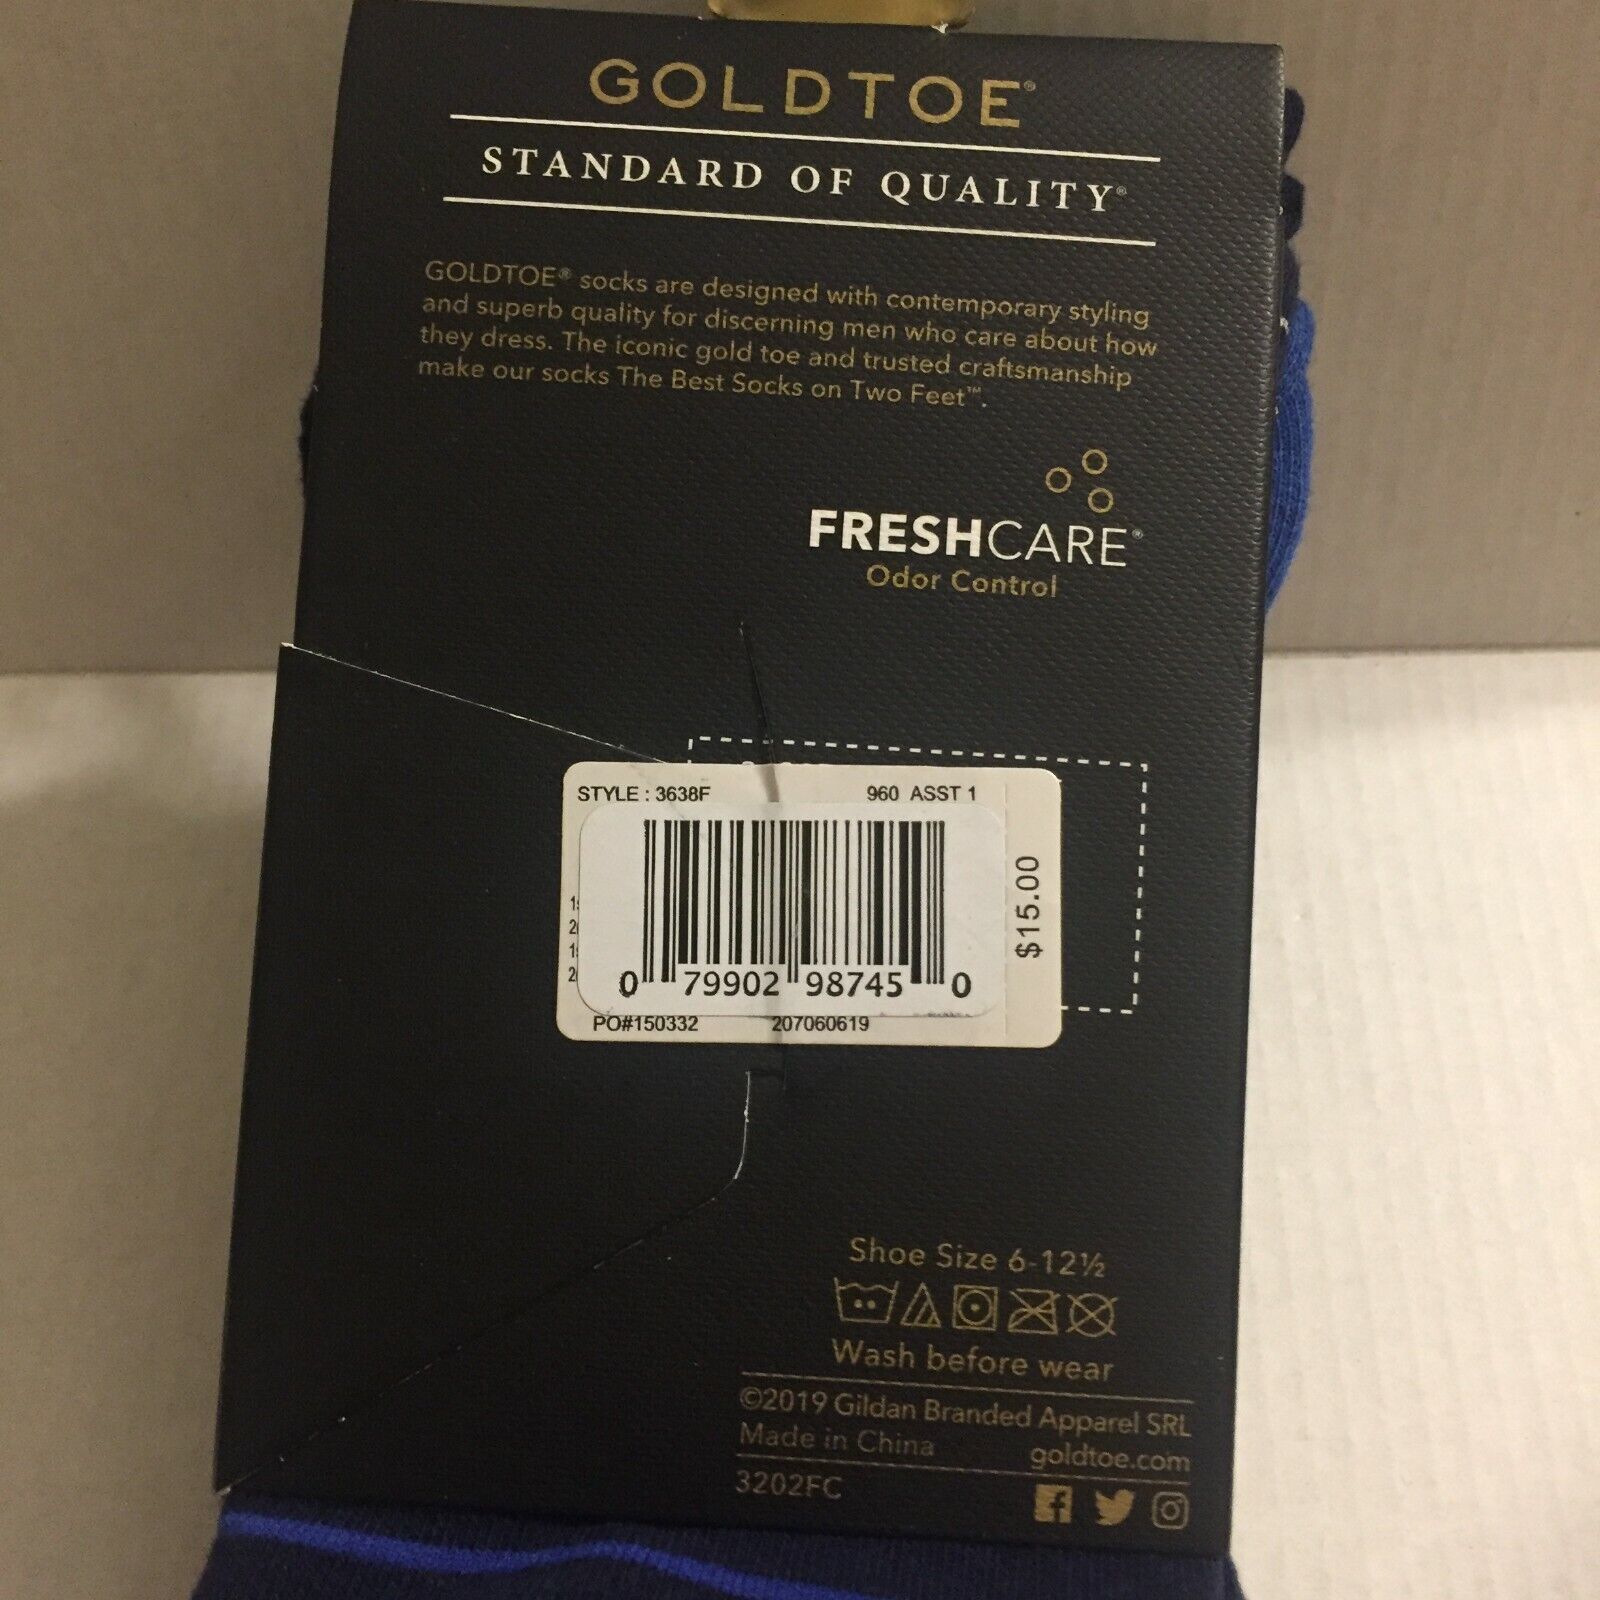 GOLDTOE®
STANDARD OF QUALITY®
GOLDTOE® socks are designed with contemporary styling
and superb quality for discerning men who care about how
they dress. The iconic gold toe and trusted craftsmanship
make our socks The Best Socks on Two Feet™.
FRESHCARE®
Odor Control
STYLE : 3638F 960 ASST 1
$15.00
0 79902 98745 0
PO#150332 207060619
Shoe Size 6-12½
Wash before wear
©2019 Gildan Branded Apparel SRL
Made in China goldtoe.com
3202FC